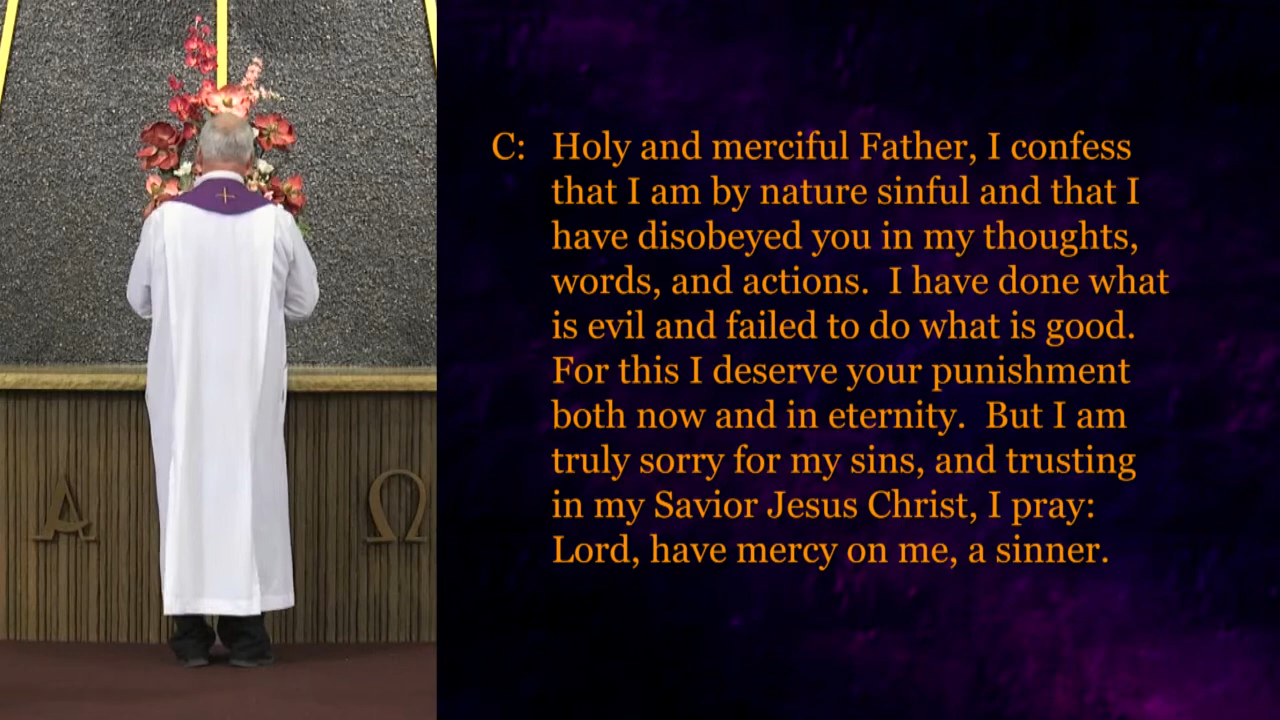 C: Holy and merciful Father, I confess
that I am by nature sinful and that I
have disobeyed you in my thoughts,
words, and actions.  I have done what
is evil and failed to do what is good.
For this I deserve your punishment
both now and in eternity.  But I am
truly sorry for my sins, and trusting
in my Savior Jesus Christ, I pray:
Lord, have mercy on me, a sinner.
Α Ω